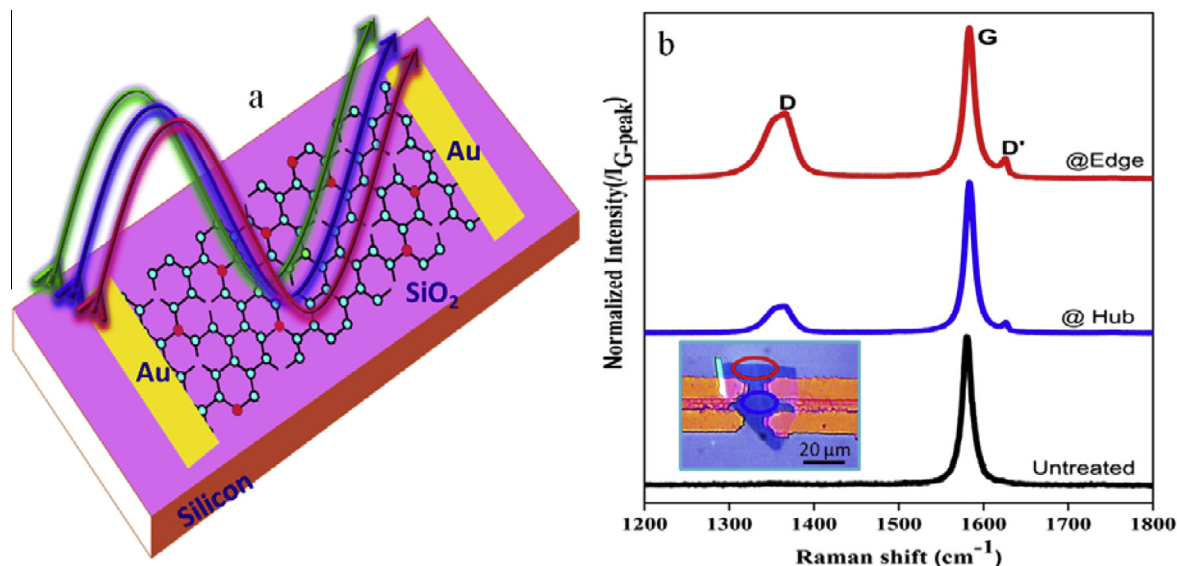 a
Au
Au
SiO₂
Silicon
b
G
D
D'
@Edge
@ Hub
Untreated
20 µm
Normalized Intensity(/I_G-peak)
1200 1300 1400 1500 1600 1700 1800
Raman shift (cm⁻¹)